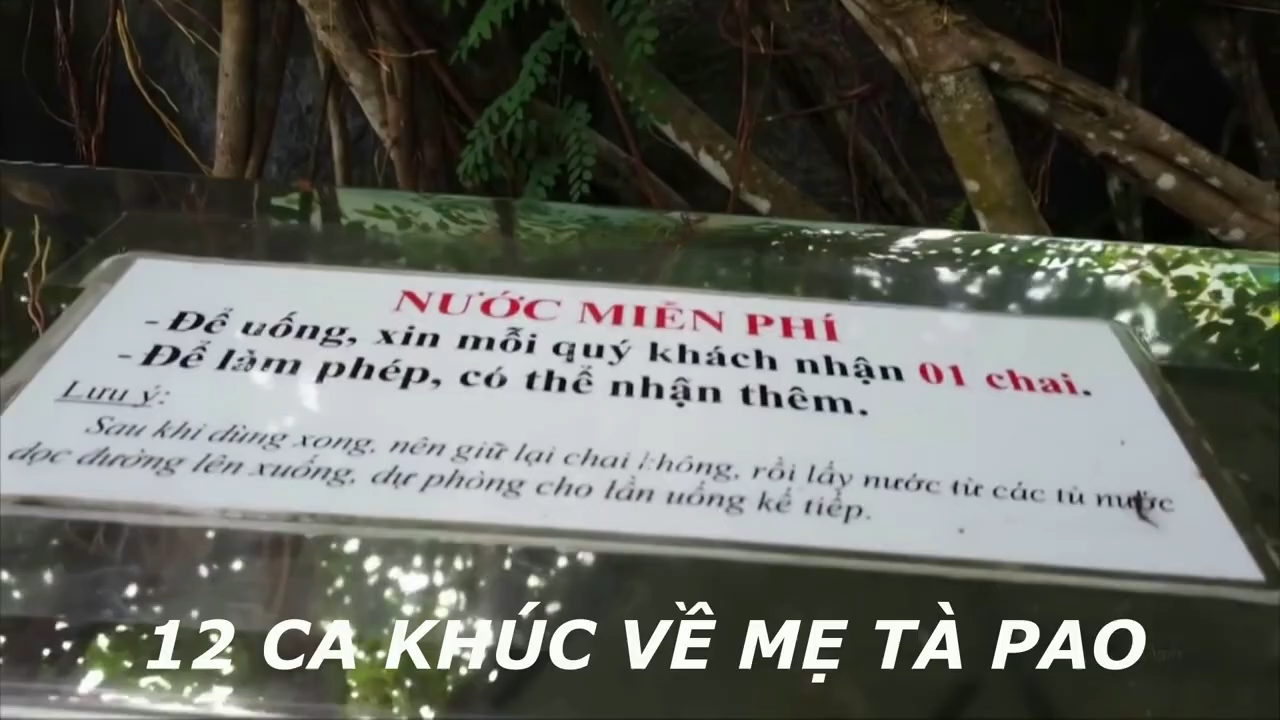 NƯỚC MIỄN PHÍ
- Để uống, xin mỗi quý khách nhận 01 chai.
- Để làm phép, có thể nhận thêm.
Lưu ý:
Sau khi dùng xong, nên giữ lại chai không, rồi lấy nước từ các tủ nước
dọc đường lên xuống, dự phòng cho lần uống kế tiếp.
12 CA KHÚC VỀ MẸ TÀ PAO